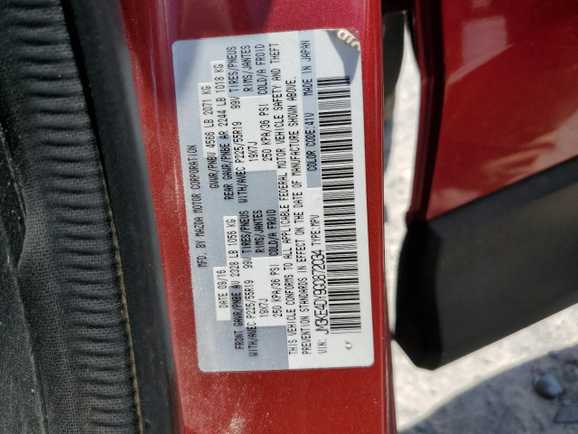 MFD. BY MAZDA MOTOR CORPORATION
DATE: 09/16 GVWR/PNBV 4566 LB 2071 KG
FRONT GAWR/PNBE AV 2328 LB 1056 KG REAR GAWR/PNBE AR 2244 LB 1018 KG
WITH/AVEC P225/55R19 99V TIRES/PNEUS WITH/AVEC P225/55R19 99V TIRES/PNEUS
19X7J RIMS/JANTES 19X7J RIMS/JANTES
250 KPA/36 PSI COLD/A FROID 250 KPA/36 PSI COLD/A FROID
THIS VEHICLE CONFORMS TO ALL APPLICABLE FEDERAL MOTOR VEHICLE SAFETY AND THEFT
PREVENTION STANDARDS IN EFFECT ON THE DATE OF MANUFACTURE SHOWN ABOVE.
VIN: JM3KE4DY9G0872034 TYPE:MPV COLOR CODE:41V MADE IN JAPAN